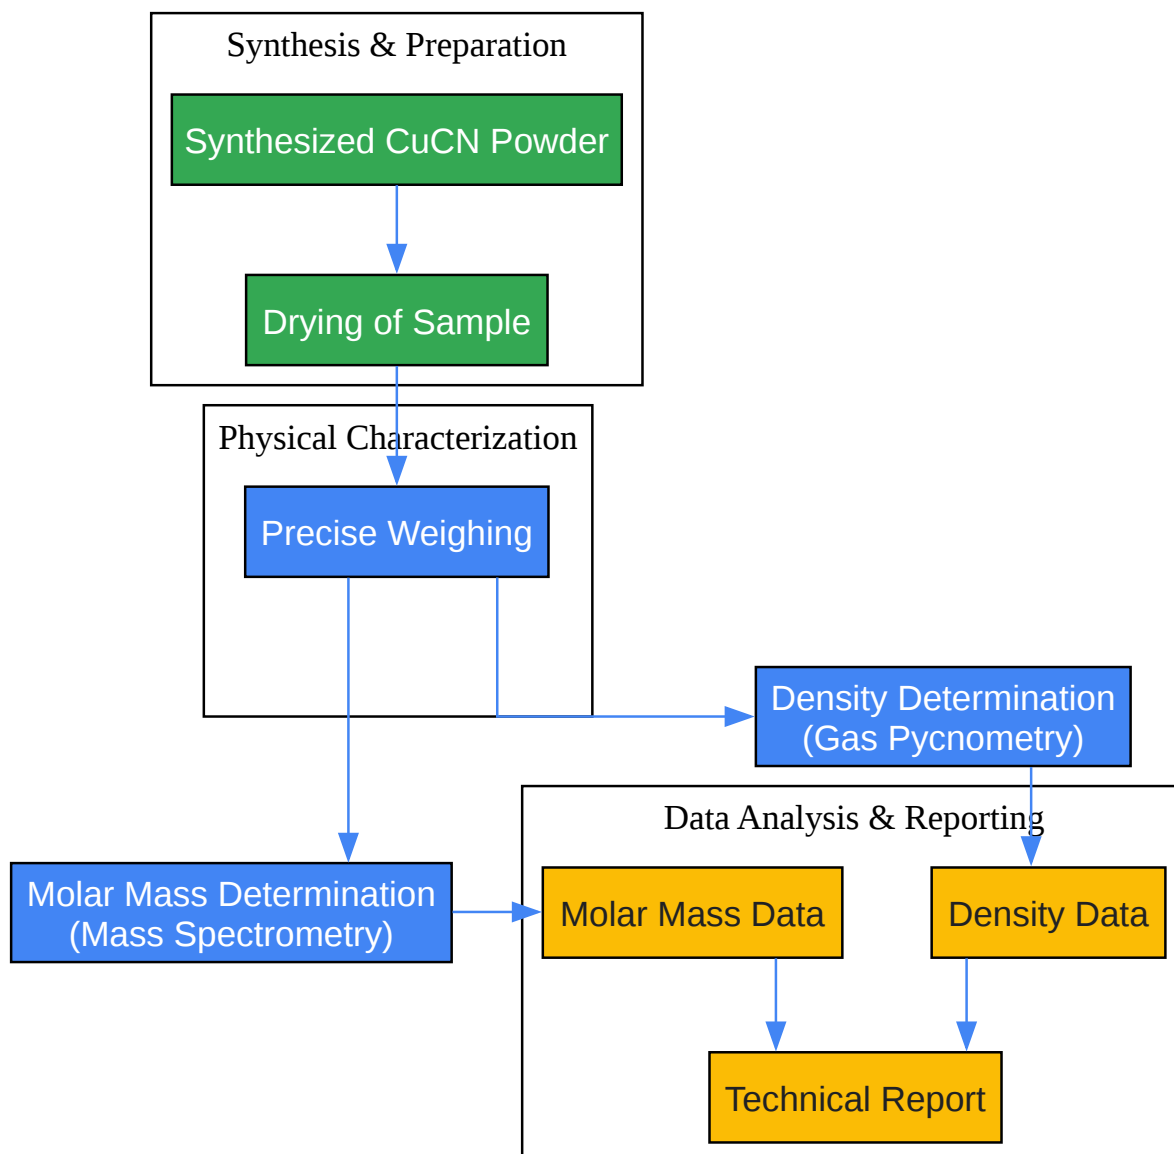 Synthesis & Preparation
Synthesized CuCN Powder
Drying of Sample
Physical Characterization
Precise Weighing
Density Determination
(Gas Pycnometry)
Data Analysis & Reporting
Molar Mass Determination
(Mass Spectrometry)
Molar Mass Data
Density Data
Technical Report